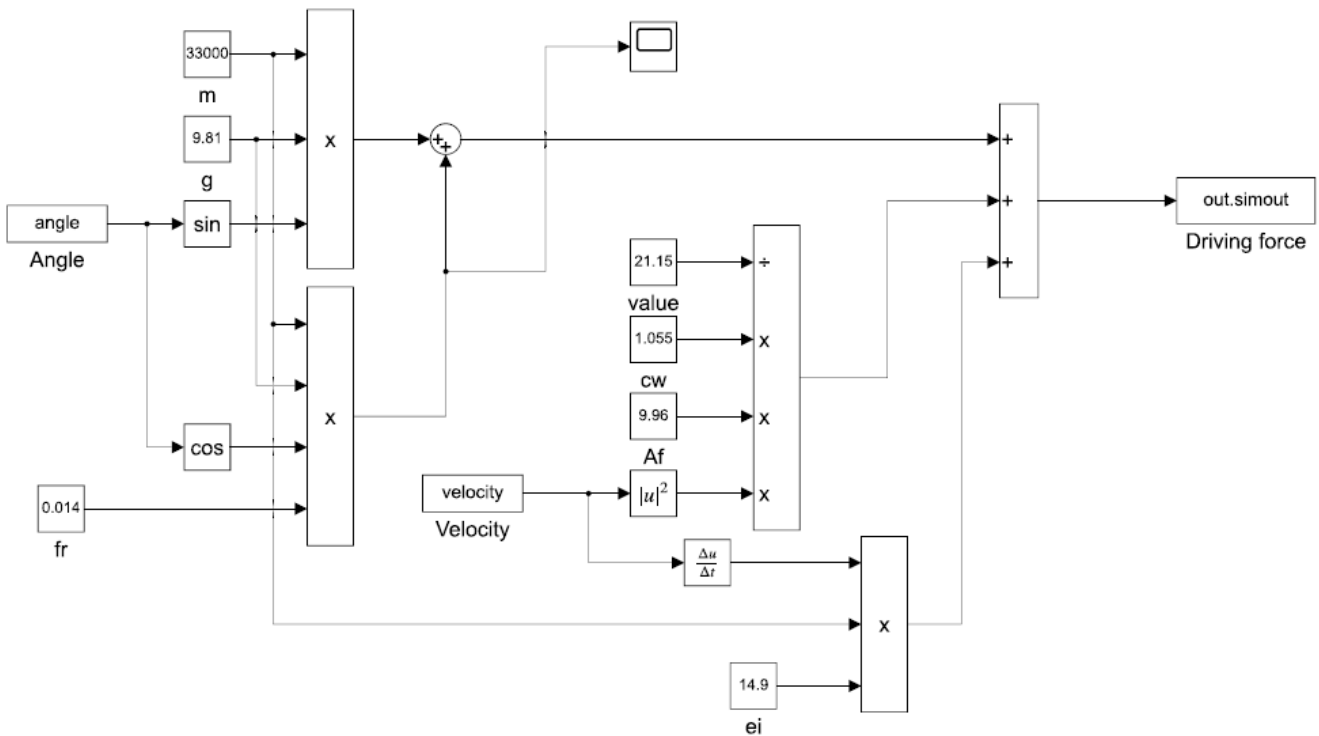 33000
m
9.81
g
angle
Angle
sin
x
+
+
cos
0.014
fr
x
21.15
value
1.055
cw
9.96
Af
velocity
Velocity
|u|²
÷
x
x
x
Δu
Δt
14.9
ei
x
+
+
+
out.simout
Driving force